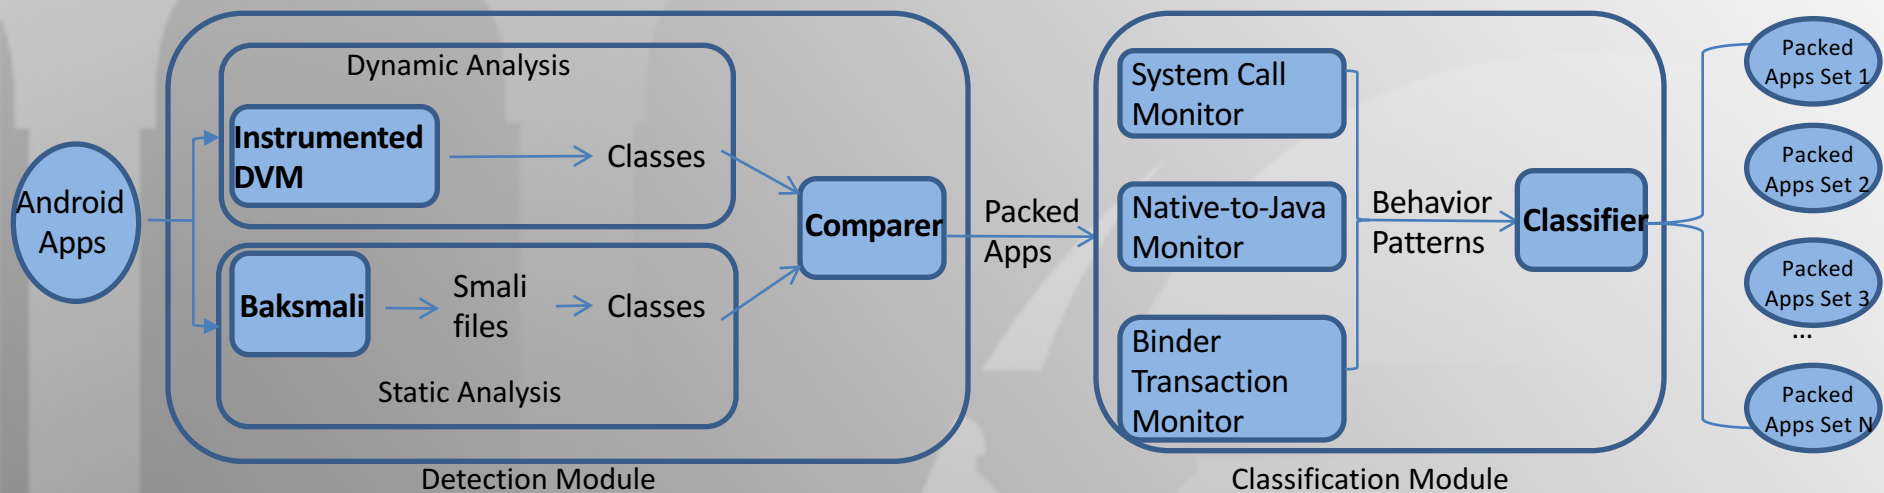 Android
Apps
Dynamic Analysis
Instrumented
DVM
Classes
Baksmali
Smali
files
Classes
Static Analysis
Comparer
Detection Module
Packed
Apps
System Call
Monitor
Native-to-Java
Monitor
Binder
Transaction
Monitor
Behavior
Patterns
Classifier
Classification Module
Packed
Apps Set 1
Packed
Apps Set 2
Packed
Apps Set 3
...
Packed
Apps Set N